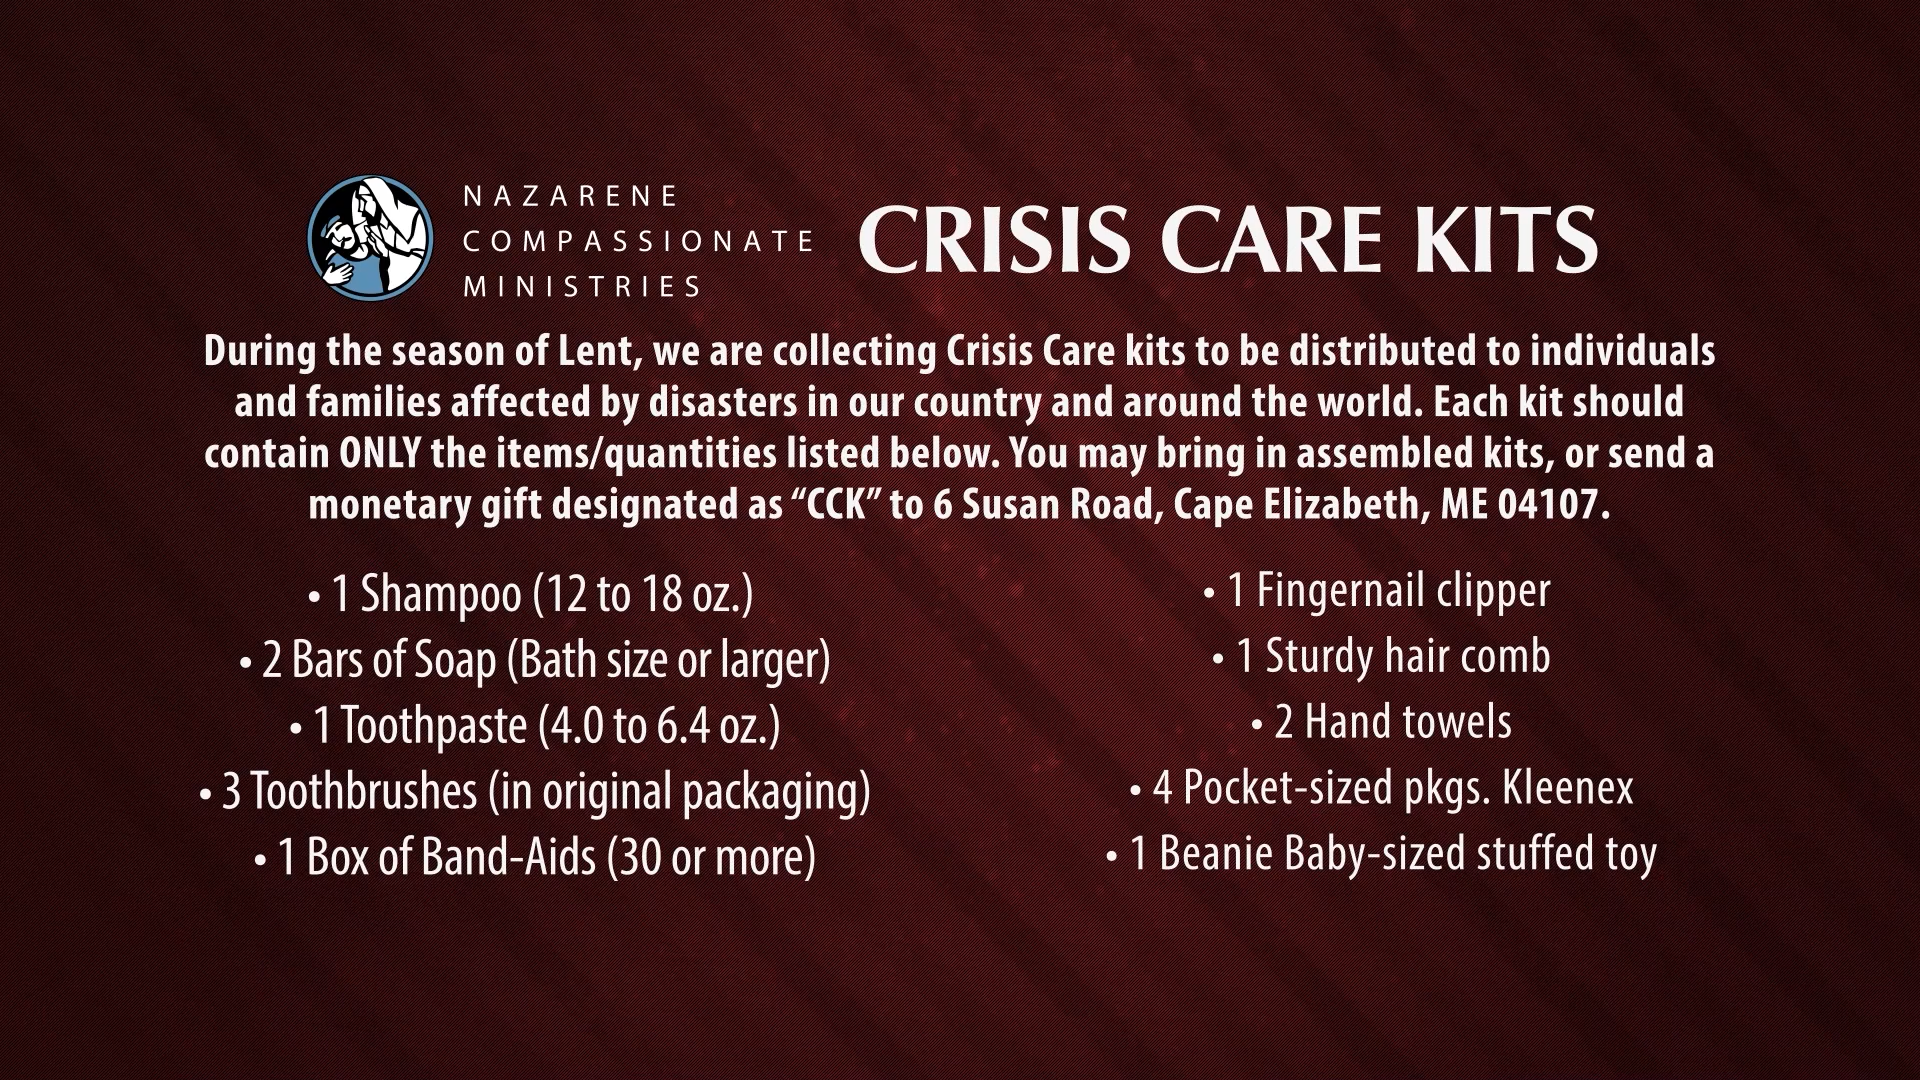 NAZARENE
COMPASSIONATE
MINISTRIES
CRISIS CARE KITS
During the season of Lent, we are collecting Crisis Care kits to be distributed to individuals
and families affected by disasters in our country and around the world. Each kit should
contain ONLY the items/quantities listed below. You may bring in assembled kits, or send a
monetary gift designated as “CCK” to 6 Susan Road, Cape Elizabeth, ME 04107.
• 1 Shampoo (12 to 18 oz.)
• 2 Bars of Soap (Bath size or larger)
• 1 Toothpaste (4.0 to 6.4 oz.)
• 3 Toothbrushes (in original packaging)
• 1 Box of Band-Aids (30 or more)
• 1 Fingernail clipper
• 1 Sturdy hair comb
• 2 Hand towels
• 4 Pocket-sized pkgs. Kleenex
• 1 Beanie Baby-sized stuffed toy